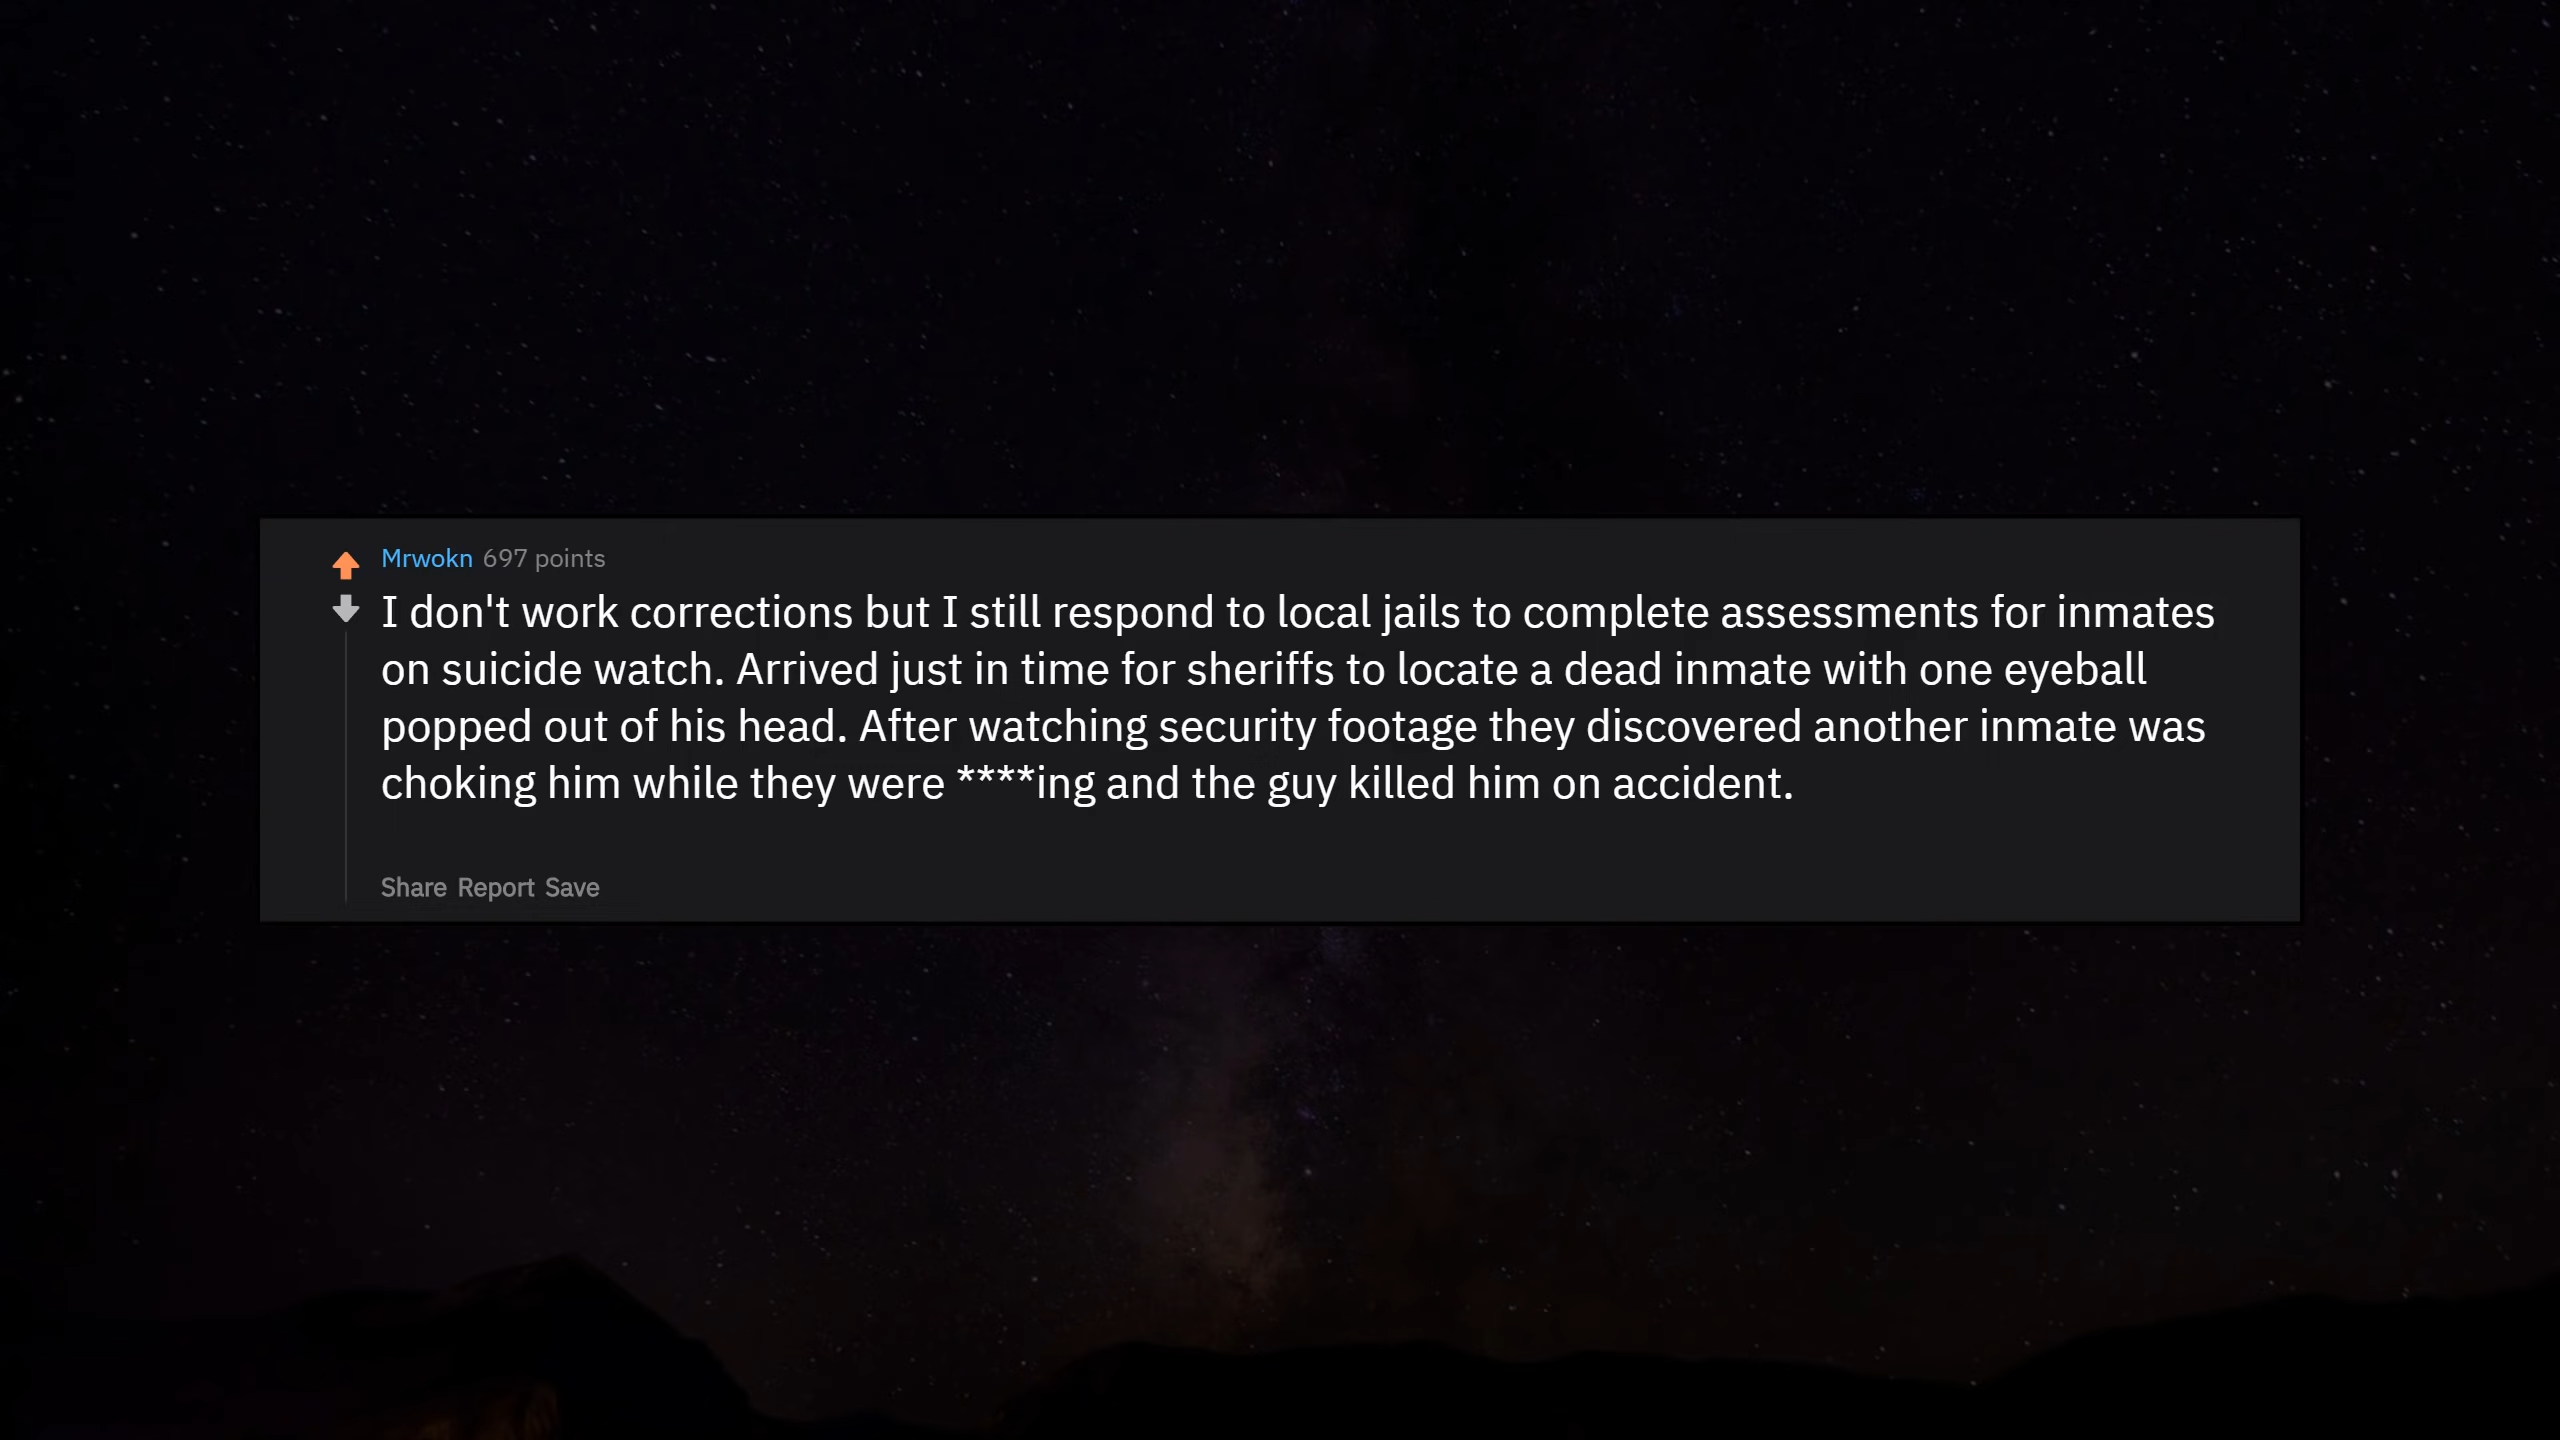 Mrwokn 697 points
I don't work corrections but I still respond to local jails to complete assessments for inmates
on suicide watch. Arrived just in time for sheriffs to locate a dead inmate with one eyeball
popped out of his head. After watching security footage they discovered another inmate was
choking him while they were ****ing and the guy killed him on accident.
Share Report Save